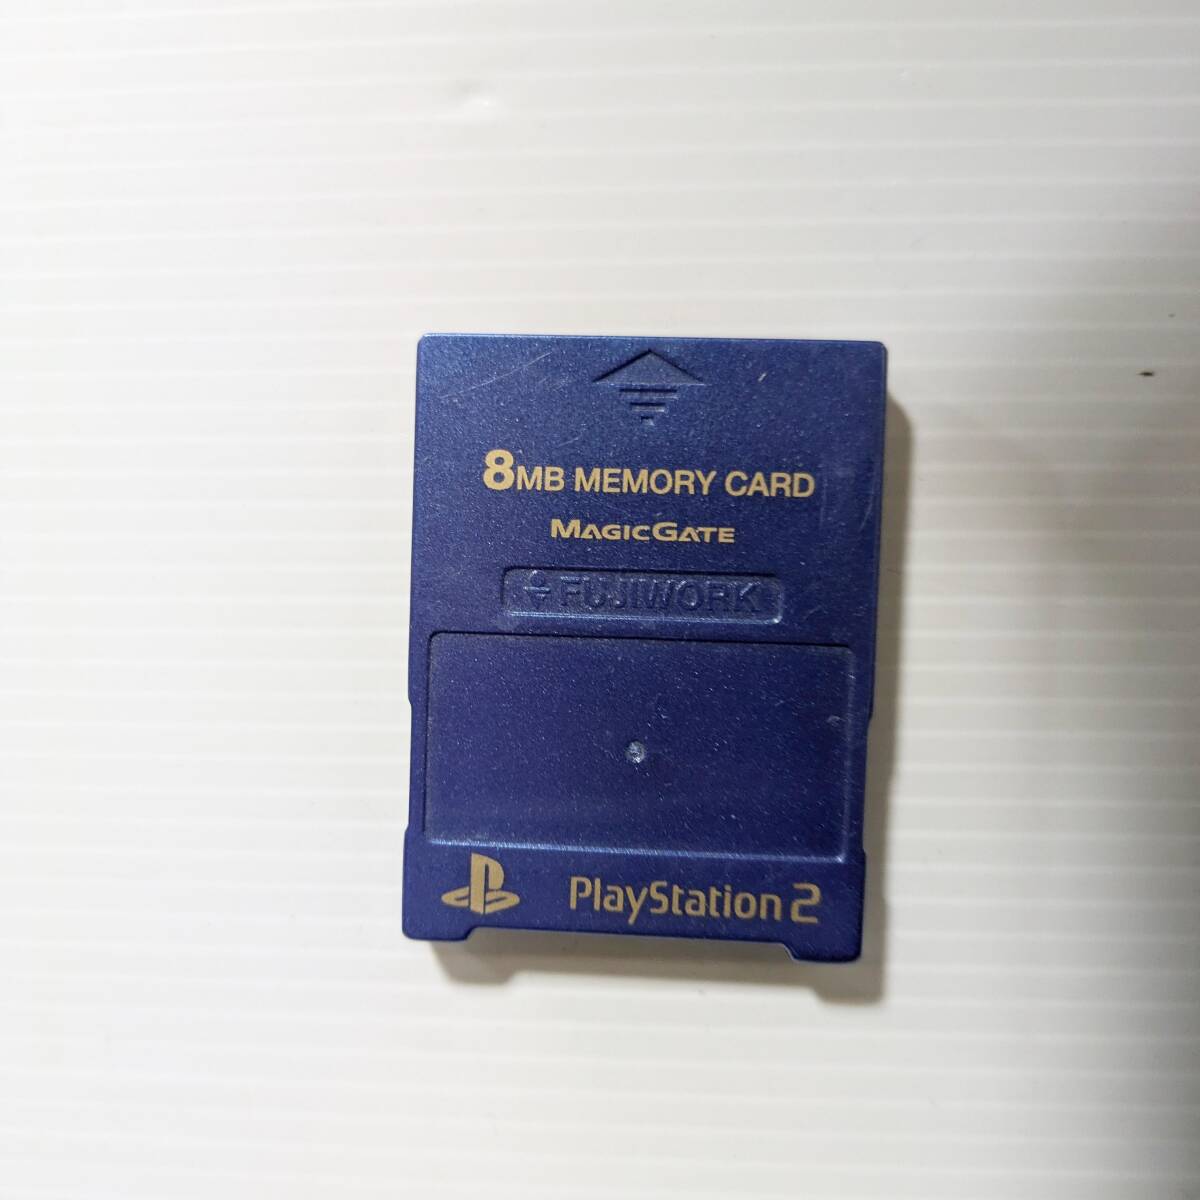 8MB MEMORY CARD
MAGICGATE
FUJIWORK
PlayStation 2